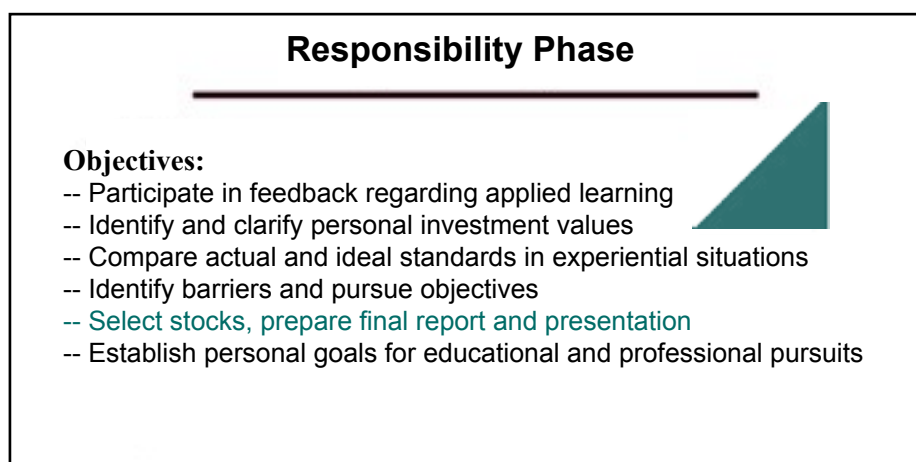 Responsibility Phase
Objectives:
-- Participate in feedback regarding applied learning
-- Identify and clarify personal investment values
-- Compare actual and ideal standards in experiential situations
-- Identify barriers and pursue objectives
-- Select stocks, prepare final report and presentation
-- Establish personal goals for educational and professional pursuits